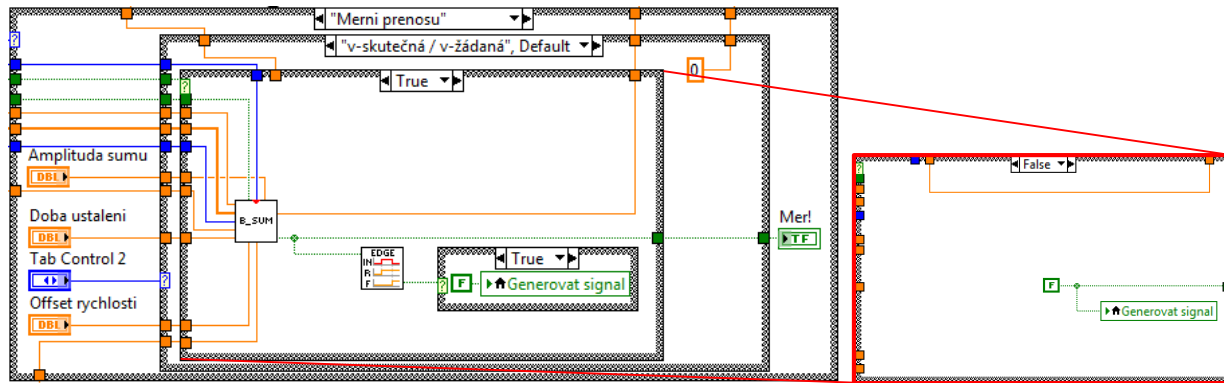 "Merni prenosu"
"v-skutečná / v-žádaná", Default
True
0
?
?
Amplituda sumu
DBL
B_SUM
Doba ustaleni
DBL
Tab Control 2
?
Offset rychlosti
DBL
EDGE
IN
R
F
True
?
F
Generovat signal
Mer!
TF
False
?
F
Generovat signal